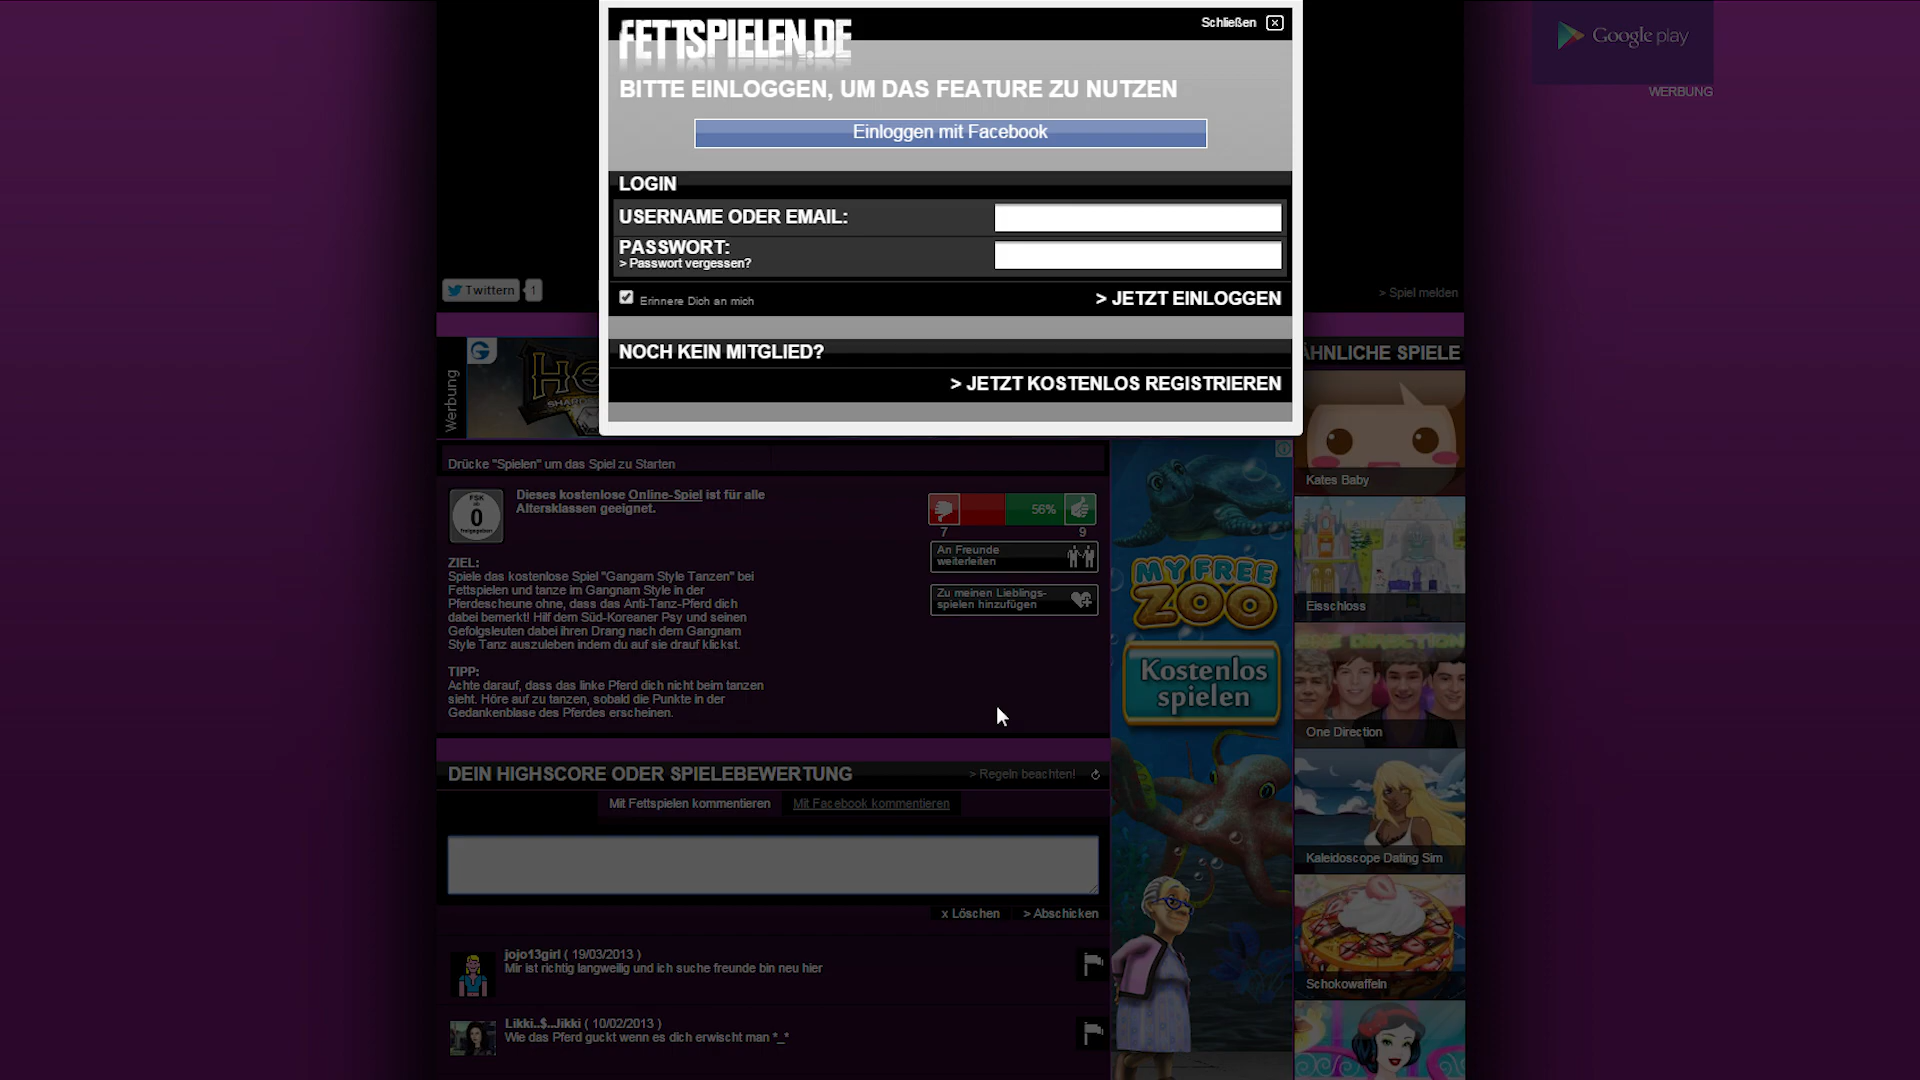 FETTSPIELEN.DE
Schließen
BITTE EINLOGGEN, UM DAS FEATURE ZU NUTZEN
Einloggen mit Facebook
LOGIN
USERNAME ODER EMAIL:
PASSWORT:
> Passwort vergessen?
Erinnere Dich an mich
> JETZT EINLOGGEN
NOCH KEIN MITGLIED?
> JETZT KOSTENLOS REGISTRIEREN
Google play
WERBUNG
Twittern
1
> Spiel melden
Werbung
ÄHNLICHE SPIELE
Kates Baby
Eisschloss
One Direction
Kaleidoscope Dating Sim
Schokowaffeln
Drücke "Spielen" um das Spiel zu Starten
FSK
ab
0
freigegeben
Dieses kostenlose Online-Spiel ist für alle
Altersklassen geeignet.
56%
7
9
An Freunde
weiterleiten
Zu meinen Lieblings-
spielen hinzufügen
ZIEL:
Spiele das kostenlose Spiel "Gangam Style Tanzen" bei
Fettspielen und tanze im Gangnam Style in der
Pferdescheune ohne, dass das Anti-Tanz-Pferd dich
dabei bemerkt! Hilf dem Süd-Koreaner Psy und seinen
Gefolgsleuten dabei ihren Drang nach dem Gangnam
Style Tanz auszuleben indem du auf sie drauf klickst.
TIPP:
Achte darauf, dass das linke Pferd dich nicht beim tanzen
sieht. Höre auf zu tanzen, sobald die Punkte in der
Gedankenblase des Pferdes erscheinen.
MY FREE
ZOO
Kostenlos
spielen
DEIN HIGHSCORE ODER SPIELEBEWERTUNG
> Regeln beachten!
Mit Fettspielen kommentieren
Mit Facebook kommentieren
x Löschen
> Abschicken
jojo13girl ( 19/03/2013 )
Mir ist richtig langweilig und ich suche freunde bin neu hier
Likki..$..Jikki ( 10/02/2013 )
Wie das Pferd guckt wenn es dich erwischt man *_*